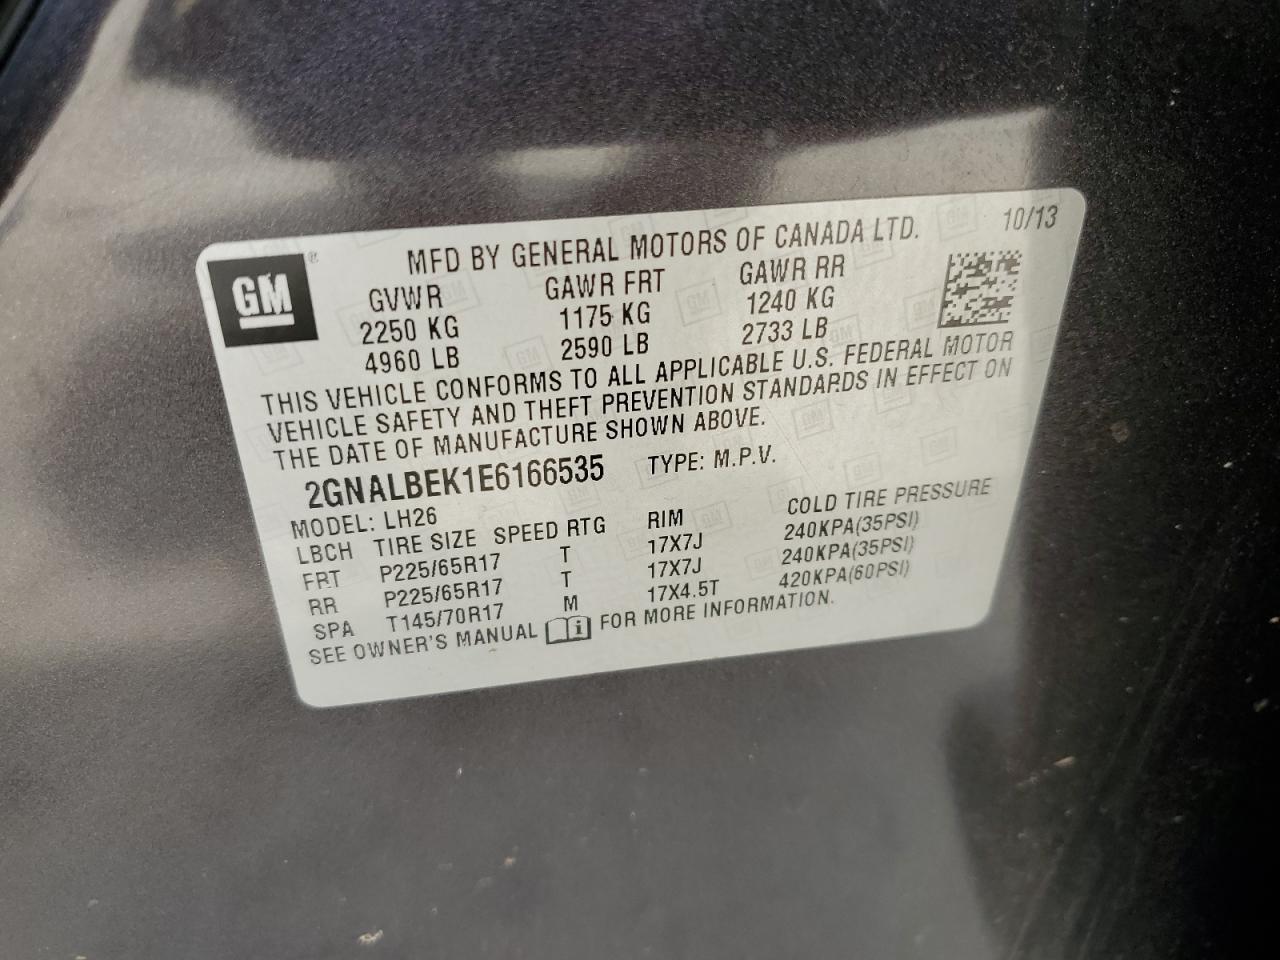 GM ®
MFD BY GENERAL MOTORS OF CANADA LTD. 10/13
GVWR GAWR FRT GAWR RR
2250 KG 1175 KG 1240 KG
4960 LB 2590 LB 2733 LB
THIS VEHICLE CONFORMS TO ALL APPLICABLE U.S. FEDERAL MOTOR
VEHICLE SAFETY AND THEFT PREVENTION STANDARDS IN EFFECT ON
THE DATE OF MANUFACTURE SHOWN ABOVE.
2GNALBEK1E6166535 TYPE: M.P.V.
MODEL: LH26
LBCH TIRE SIZE SPEED RTG RIM COLD TIRE PRESSURE
FRT P225/65R17 T 17X7J 240KPA(35PSI)
RR P225/65R17 T 17X7J 240KPA(35PSI)
SPA T145/70R17 M 17X4.5T 420KPA(60PSI)
SEE OWNER'S MANUAL i FOR MORE INFORMATION.